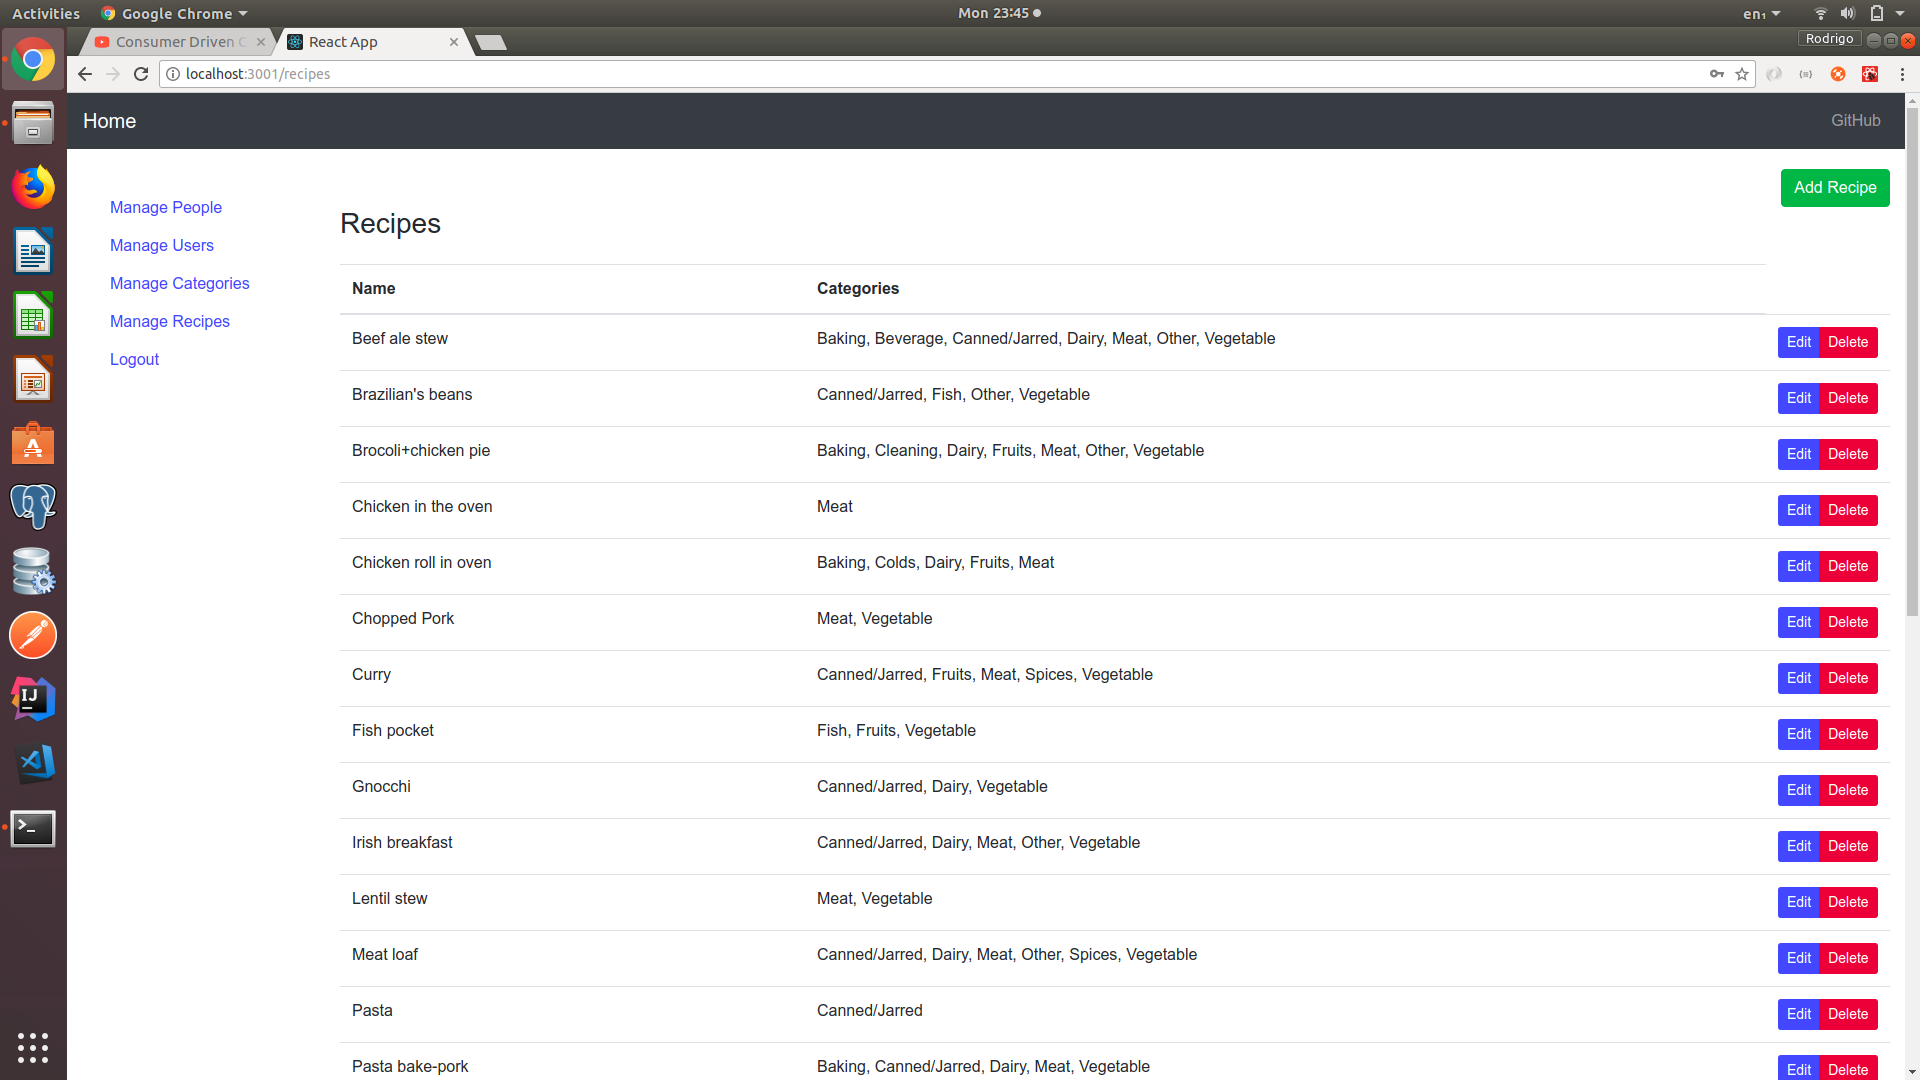 Activities Google Chrome Mon 23:45 en₁
Consumer Driven C React App Rodrigo
localhost:3001/recipes
Home GitHub
Add Recipe
Manage People
Manage Users
Manage Categories
Manage Recipes
Logout
Recipes
Name Categories
Beef ale stew Baking, Beverage, Canned/Jarred, Dairy, Meat, Other, Vegetable Edit Delete
Brazilian's beans Canned/Jarred, Fish, Other, Vegetable Edit Delete
Brocoli+chicken pie Baking, Cleaning, Dairy, Fruits, Meat, Other, Vegetable Edit Delete
Chicken in the oven Meat Edit Delete
Chicken roll in oven Baking, Colds, Dairy, Fruits, Meat Edit Delete
Chopped Pork Meat, Vegetable Edit Delete
Curry Canned/Jarred, Fruits, Meat, Spices, Vegetable Edit Delete
Fish pocket Fish, Fruits, Vegetable Edit Delete
Gnocchi Canned/Jarred, Dairy, Vegetable Edit Delete
Irish breakfast Canned/Jarred, Dairy, Meat, Other, Vegetable Edit Delete
Lentil stew Meat, Vegetable Edit Delete
Meat loaf Canned/Jarred, Dairy, Meat, Other, Spices, Vegetable Edit Delete
Pasta Canned/Jarred Edit Delete
Pasta bake-pork Baking, Canned/Jarred, Dairy, Meat, Vegetable Edit Delete
IJ